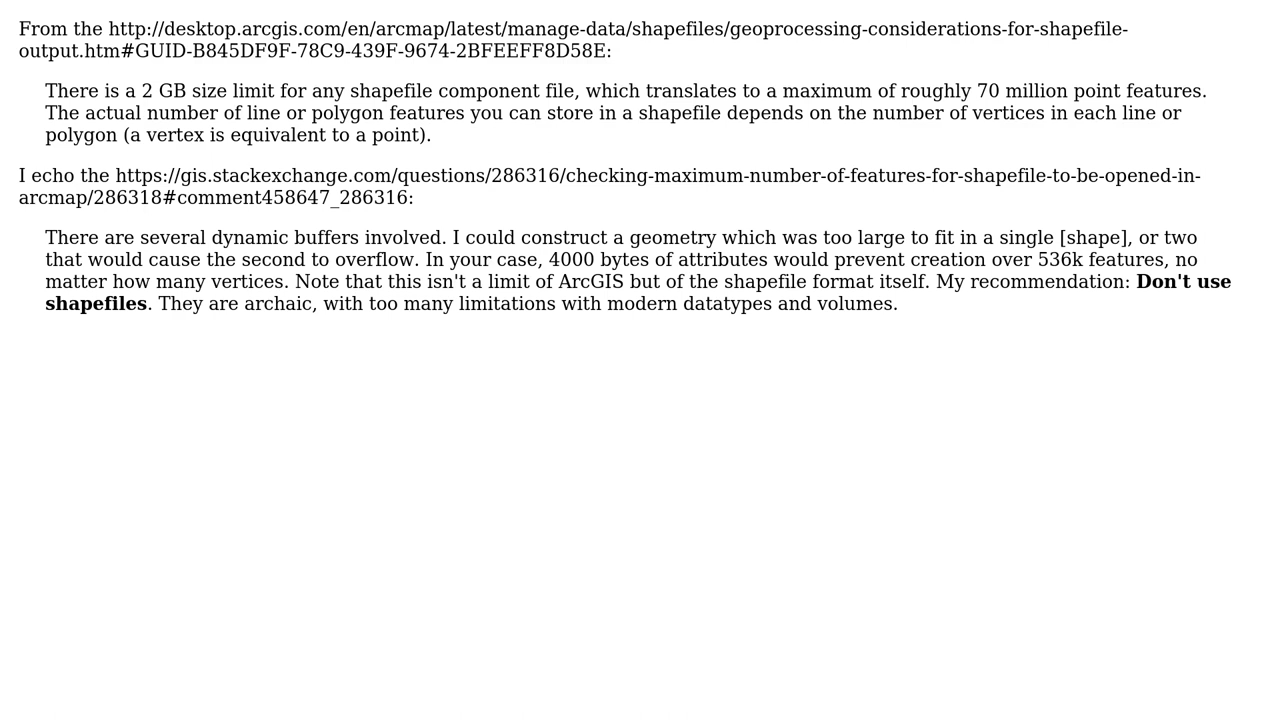 From the http://desktop.arcgis.com/en/arcmap/latest/manage-data/shapefiles/geoprocessing-considerations-for-shapefile-
output.htm#GUID-B845DF9F-78C9-439F-9674-2BFEEFF8D58E:
There is a 2 GB size limit for any shapefile component file, which translates to a maximum of roughly 70 million point features.
The actual number of line or polygon features you can store in a shapefile depends on the number of vertices in each line or
polygon (a vertex is equivalent to a point).
I echo the https://gis.stackexchange.com/questions/286316/checking-maximum-number-of-features-for-shapefile-to-be-opened-in-
arcmap/286318#comment458647_286316:
There are several dynamic buffers involved. I could construct a geometry which was too large to fit in a single [shape], or two
that would cause the second to overflow. In your case, 4000 bytes of attributes would prevent creation over 536k features, no
matter how many vertices. Note that this isn't a limit of ArcGIS but of the shapefile format itself. My recommendation: Don't use
shapefiles. They are archaic, with too many limitations with modern datatypes and volumes.